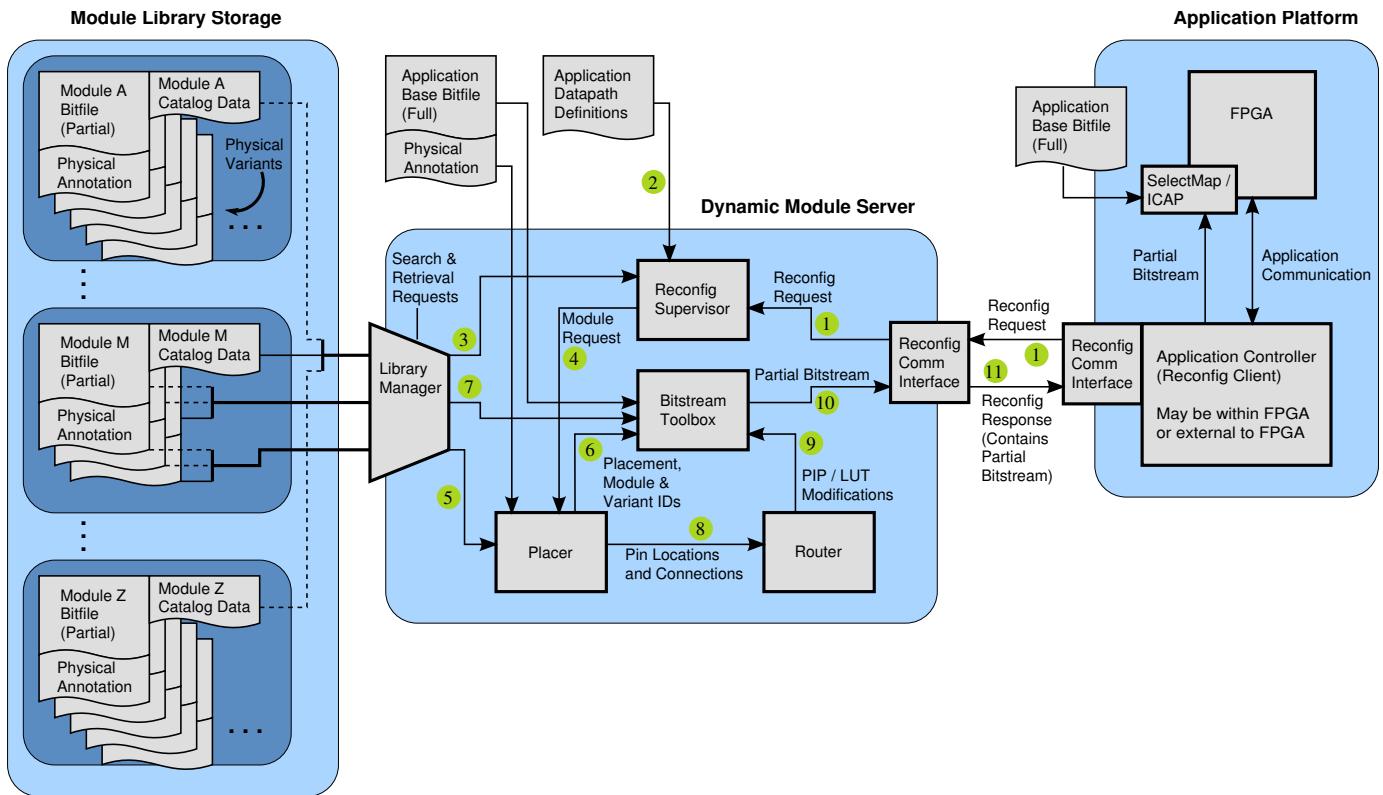 Module Library Storage
Module A
Bitfile
(Partial)
Physical
Annotation
Module A
Catalog Data
Physical
Variants
. . .
Module M
Bitfile
(Partial)
Physical
Annotation
Module M
Catalog Data
Module Z
Bitfile
(Partial)
Physical
Annotation
Module Z
Catalog Data
. . .
Application
Base Bitfile
(Full)
Physical
Annotation
Application
Datapath
Definitions
2
Dynamic Module Server
Search &
Retrieval
Requests
Library
Manager
3
7
5
Reconfig
Supervisor
Module
Request
4
Reconfig
Request
1
Bitstream
Toolbox
Partial Bitstream
10
6
Placement,
Module &
Variant IDs
9
PIP / LUT
Modifications
Placer
8
Pin Locations
and Connections
Router
Reconfig
Comm
Interface
Reconfig
Request
1
11
Reconfig
Response
(Contains
Partial
Bitstream)
Application Platform
Application
Base Bitfile
(Full)
FPGA
SelectMap /
ICAP
Partial
Bitstream
Application
Communication
Reconfig
Comm
Interface
Application Controller
(Reconfig Client)
May be within FPGA
or external to FPGA